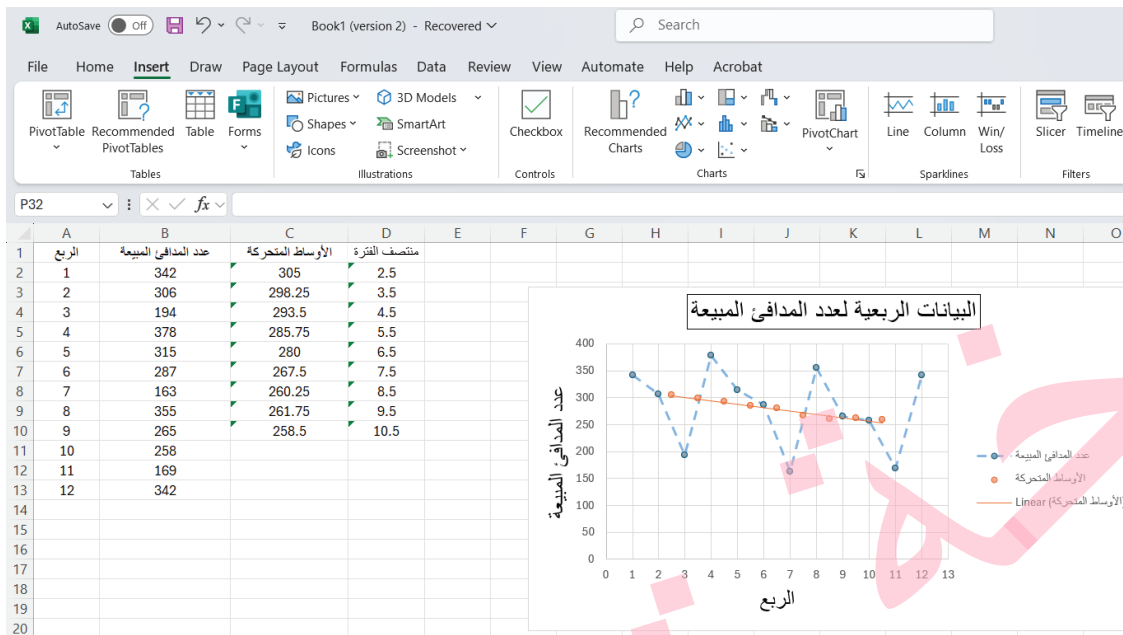 AutoSave Off Book1 (version 2) - Recovered Search
File Home Insert Draw Page Layout Formulas Data Review View Automate Help Acrobat
PivotTable Recommended PivotTables Table Forms
Tables
Pictures 3D Models
Shapes SmartArt
Icons Screenshot
Illustrations
Checkbox
Controls
Recommended Charts PivotChart
Charts
Line Column Win/Loss
Sparklines
Slicer Timeline
Filters
P32 fx
A B C D E F G H I J K L M N O
1 الربع عدد المدافئ المبيعة الأوساط المتحركة منتصف الفترة
2 1 342 305 2.5
3 2 306 298.25 3.5
4 3 194 293.5 4.5
5 4 378 285.75 5.5
6 5 315 280 6.5
7 6 287 267.5 7.5
8 7 163 260.25 8.5
9 8 355 261.75 9.5
10 9 265 258.5 10.5
11 10 258
12 11 169
13 12 342
14
15
16
17
18
19
20
البيانات الربعية لعدد المدافئ المبيعة
عدد المدافئ المبيعة
400
350
300
250
200
150
100
50
0
0 1 2 3 4 5 6 7 8 9 10 11 12 13
الربع
عدد المدافئ المبيعة
الأوساط المتحركة
Linear (الأوساط المتحركة)